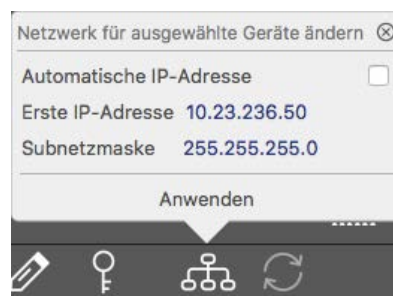 Netzwerk für ausgewählte Geräte ändern
Automatische IP-Adresse
Erste IP-Adresse 10.23.236.50
Subnetzmaske 255.255.255.0
Anwenden